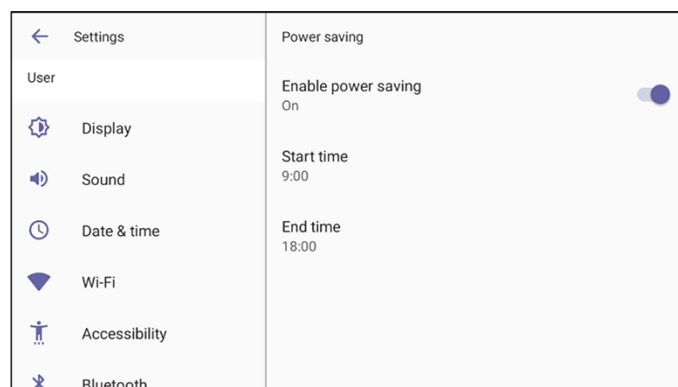 Settings
User
Display
Sound
Date & time
Wi-Fi
Accessibility
Bluetooth
Power saving
Enable power saving
On
Start time
9:00
End time
18:00